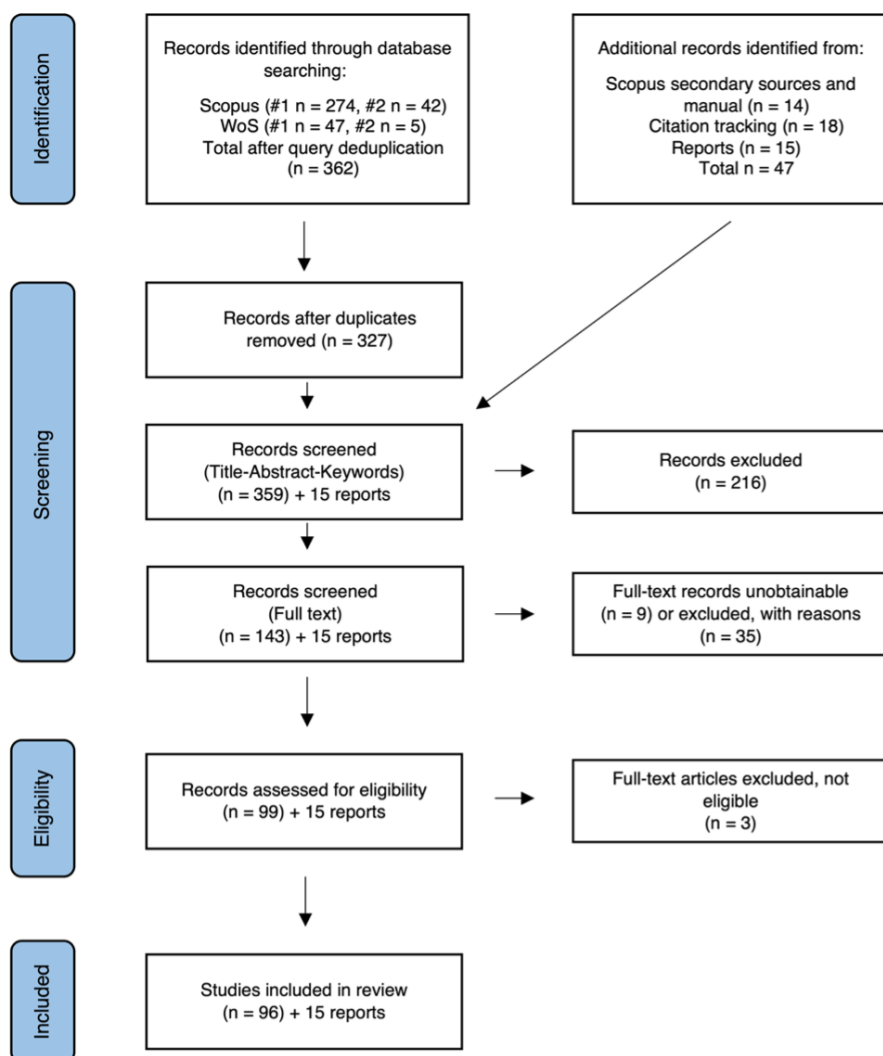 Identification
Records identified through database
searching:
Scopus (#1 n = 274, #2 n = 42)
WoS (#1 n = 47, #2 n = 5)
Total after query deduplication
(n = 362)
Additional records identified from:
Scopus secondary sources and
manual (n = 14)
Citation tracking (n = 18)
Reports (n = 15)
Total n = 47
Screening
Records after duplicates
removed (n = 327)
Records screened
(Title-Abstract-Keywords)
(n = 359) + 15 reports
Records excluded
(n = 216)
Records screened
(Full text)
(n = 143) + 15 reports
Full-text records unobtainable
(n = 9) or excluded, with reasons
(n = 35)
Eligibility
Records assessed for eligibility
(n = 99) + 15 reports
Full-text articles excluded, not
eligible
(n = 3)
Included
Studies included in review
(n = 96) + 15 reports